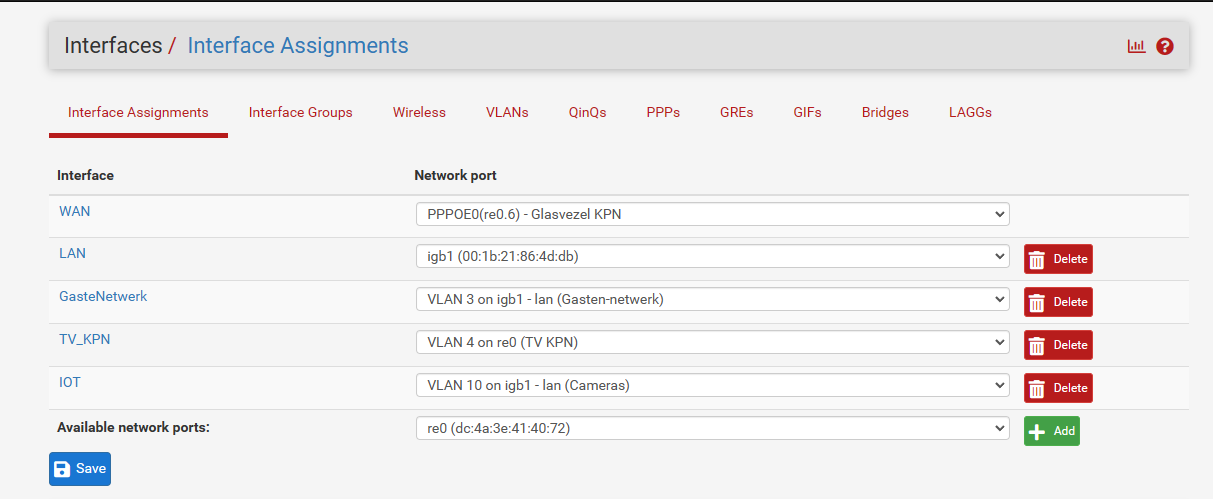 Interfaces / Interface Assignments
Interface Assignments Interface Groups Wireless VLANs QinQs PPPs GREs GIFs Bridges LAGGs
Interface Network port
WAN PPPOE0(re0.6) - Glasvezel KPN
LAN igb1 (00:1b:21:86:4d:db) Delete
GasteNetwerk VLAN 3 on igb1 - lan (Gasten-netwerk) Delete
TV_KPN VLAN 4 on re0 (TV KPN) Delete
IOT VLAN 10 on igb1 - lan (Cameras) Delete
Available network ports: re0 (dc:4a:3e:41:40:72) Add
Save